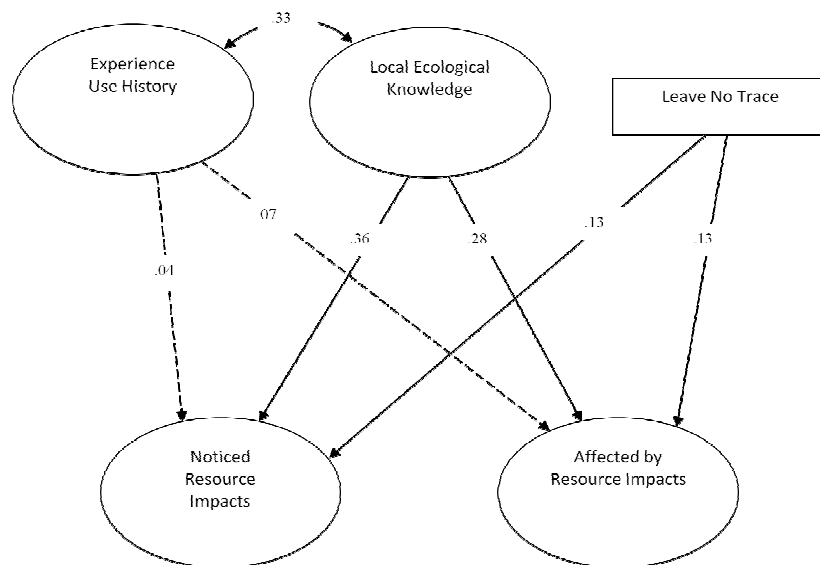 .33
Experience
Use History
Local Ecological
Knowledge
Leave No Trace
.07
.36
.28
.13
.13
.04
Noticed
Resource
Impacts
Affected by
Resource Impacts